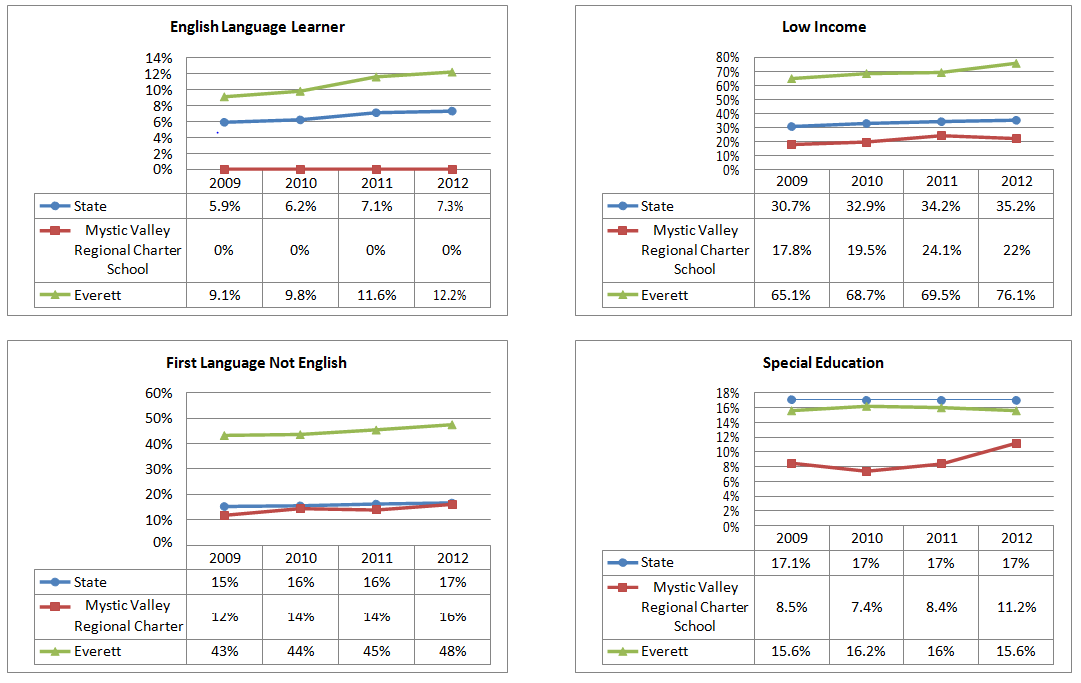 English Language Learner
14%
12%
10%
8%
6%
4%
2%
0%
2009 2010 2011 2012
State 5.9% 6.2% 7.1% 7.3%
Mystic Valley
Regional Charter
School
0% 0% 0% 0%
Everett 9.1% 9.8% 11.6% 12.2%
Low Income
80%
70%
60%
50%
40%
30%
20%
10%
0%
2009 2010 2011 2012
State 30.7% 32.9% 34.2% 35.2%
Mystic Valley
Regional Charter
School
17.8% 19.5% 24.1% 22%
Everett 65.1% 68.7% 69.5% 76.1%
First Language Not English
60%
50%
40%
30%
20%
10%
0%
2009 2010 2011 2012
State 15% 16% 16% 17%
Mystic Valley
Regional Charter
12% 14% 14% 16%
Everett 43% 44% 45% 48%
Special Education
18%
16%
14%
12%
10%
8%
6%
4%
2%
0%
2009 2010 2011 2012
State 17.1% 17% 17% 17%
Mystic Valley
Regional Charter
School
8.5% 7.4% 8.4% 11.2%
Everett 15.6% 16.2% 16% 15.6%